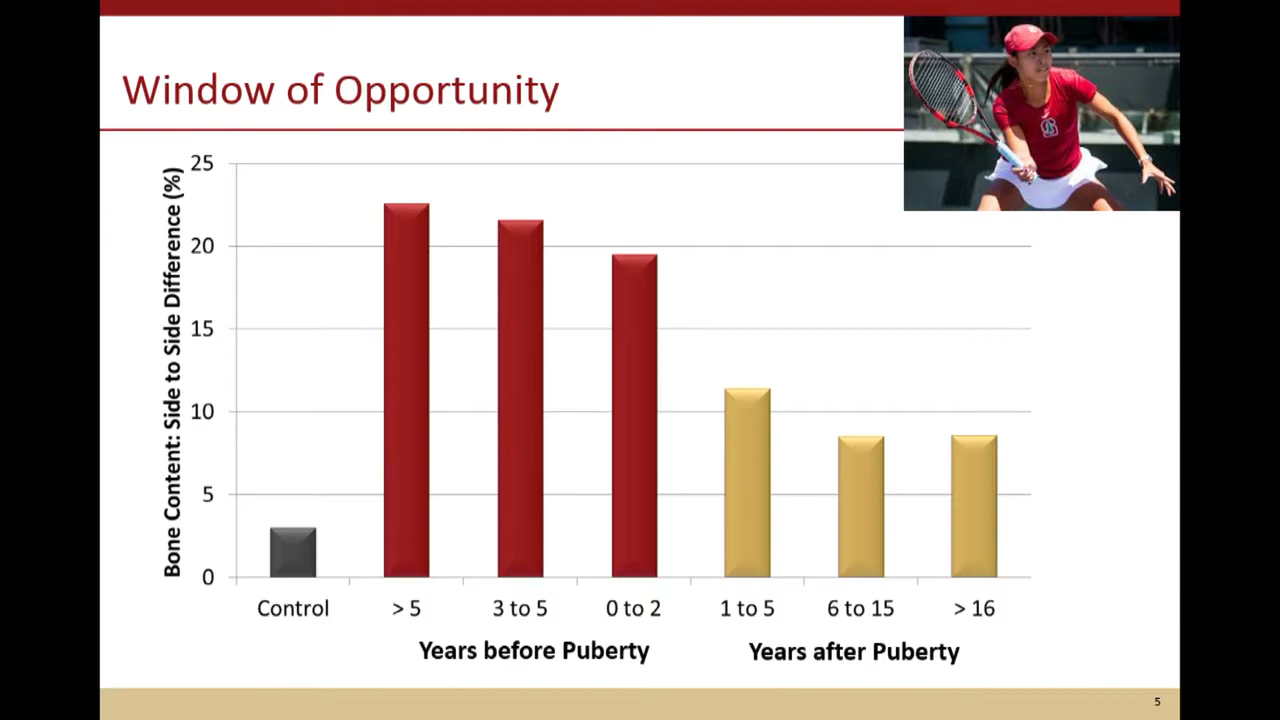 Window of Opportunity
Bone Content: Side to Side Difference (%)
25
20
15
10
5
0
Control
> 5
3 to 5
0 to 2
1 to 5
6 to 15
> 16
Years before Puberty
Years after Puberty
S
5